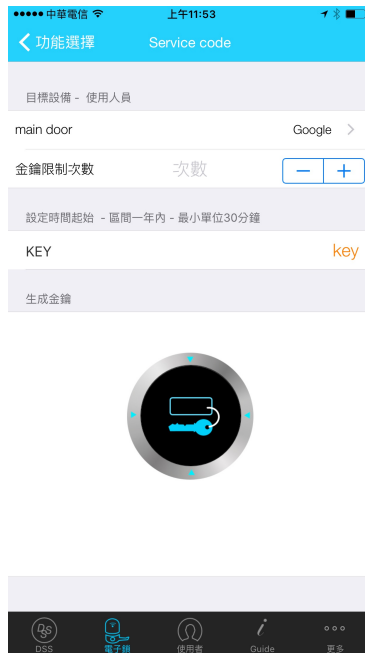 中華電信 上午11:53
功能選擇 Service code
目標設備 - 使用人員
main door Google
金鑰限制次數 次數 − +
設定時間起始 - 區間一年內 - 最小單位30分鐘
KEY key
生成金鑰
DSS
DSS 電子鎖 使用者 Guide 更多